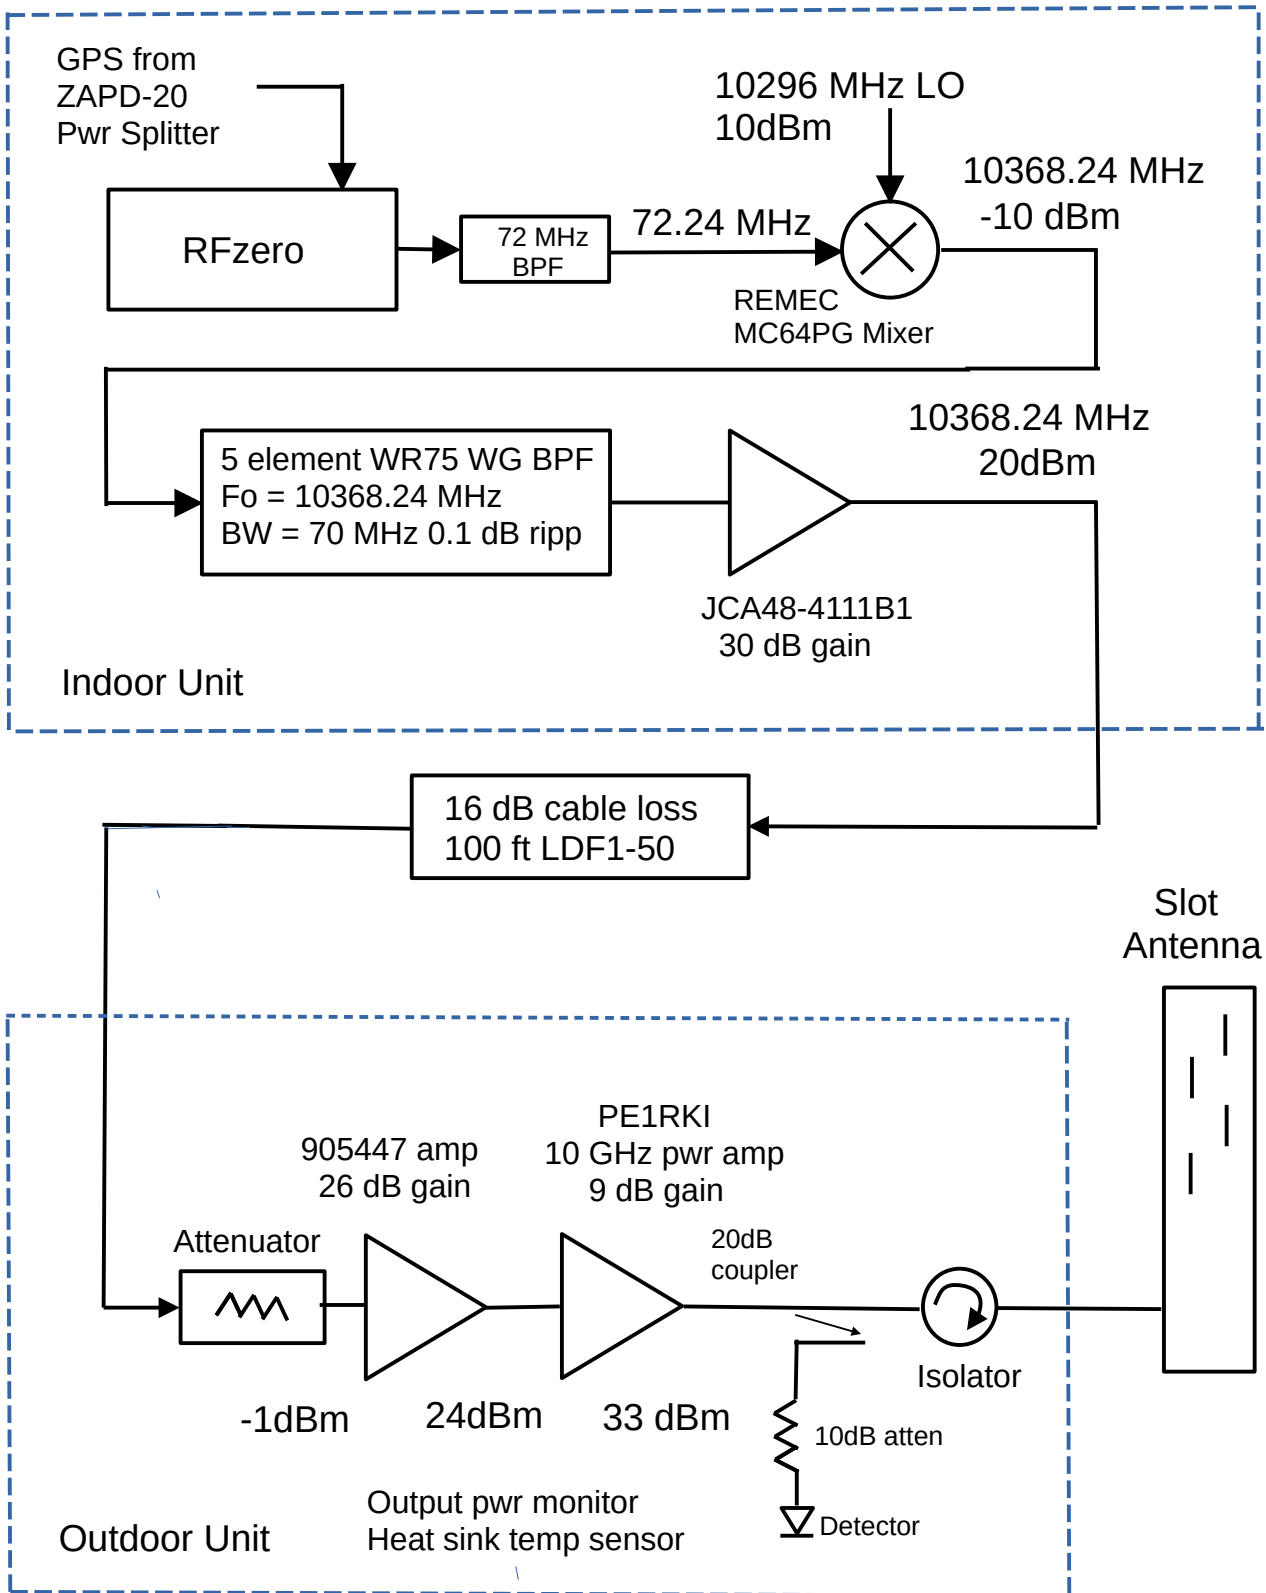 GPS from
ZAPD-20
Pwr Splitter
10296 MHz LO
10dBm
10368.24 MHz
-10 dBm
RFzero
72 MHz
BPF
72.24 MHz
REMEC
MC64PG Mixer
10368.24 MHz
20dBm
5 element WR75 WG BPF
Fo = 10368.24 MHz
BW = 70 MHz 0.1 dB ripp
JCA48-4111B1
30 dB gain
Indoor Unit
16 dB cable loss
100 ft LDF1-50
Slot
Antenna
905447 amp
26 dB gain
PE1RKI
10 GHz pwr amp
9 dB gain
Attenuator
20dB
coupler
Isolator
-1dBm
24dBm
33 dBm
10dB atten
Output pwr monitor
Heat sink temp sensor
Detector
Outdoor Unit